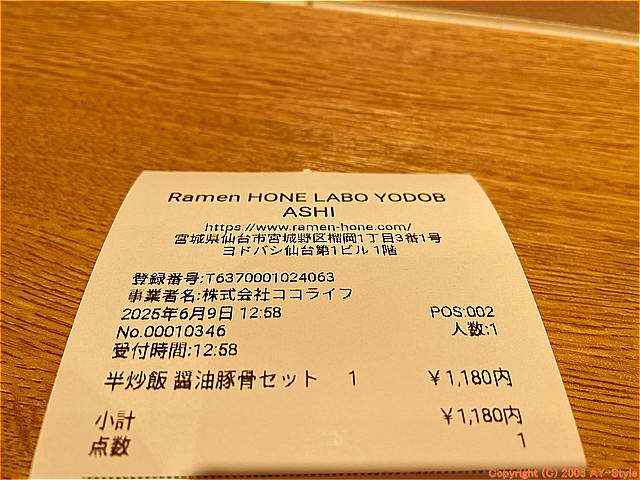 Ramen HONE LABO YODOB
ASHI
https://www.ramen-hone.com/
宮城県仙台市宮城野区榴岡1丁目3番1号
ヨドバシ仙台第1ビル 1階
登録番号:T6370001024063
事業者名:株式会社ココライフ
2025年6月9日 12:58 POS:002
No.00010346 人数:1
受付時間:12:58
半炒飯 醤油豚骨セット 1 ￥1,180内
小計 ￥1,180内
点数 1
Copyright (C) 2006 AY-Style